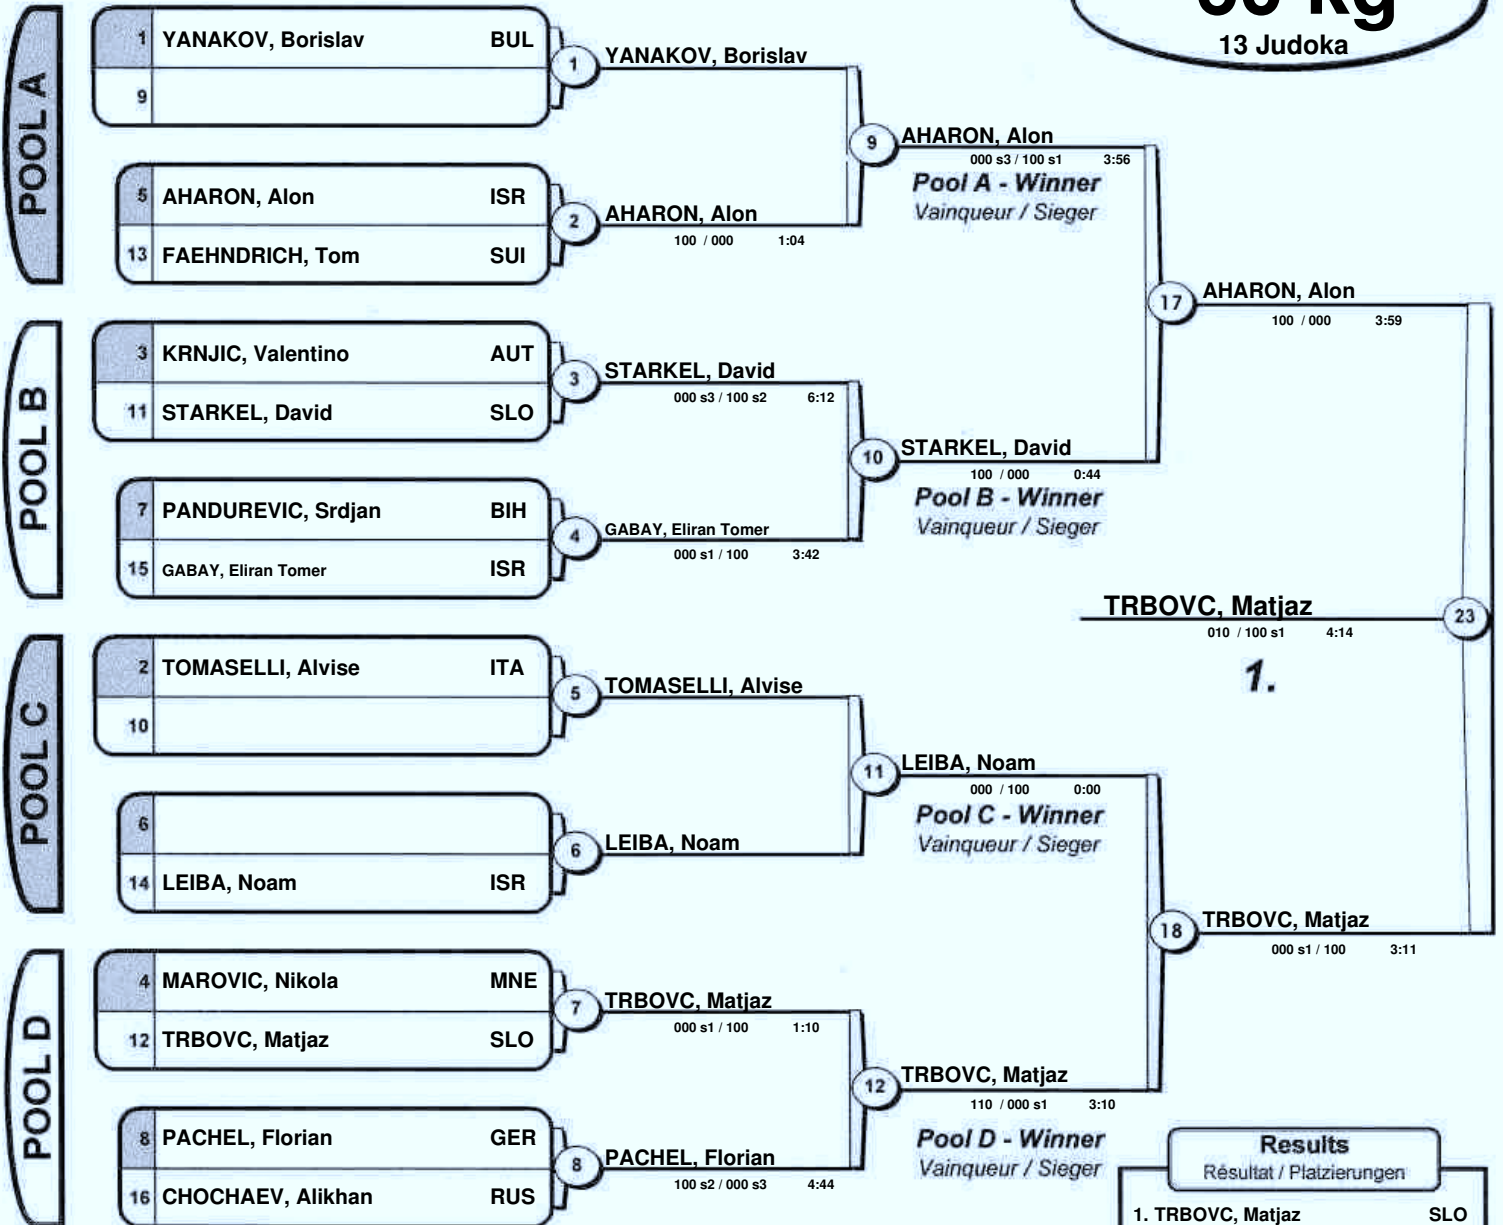 13 Judoka
POOL A
1 YANAKOV, Borislav BUL
9
5 AHARON, Alon ISR
13 FAEHNDRICH, Tom SUI
1 YANAKOV, Borislav
2 AHARON, Alon
100 / 000 1:04
9 AHARON, Alon
000 s3 / 100 s1 3:56
Pool A - Winner
Vainqueur / Sieger
POOL B
3 KRNJIC, Valentino AUT
11 STARKEL, David SLO
7 PANDUREVIC, Srdjan BIH
15 GABAY, Eliran Tomer ISR
3 STARKEL, David
000 s3 / 100 s2 6:12
4 GABAY, Eliran Tomer
000 s1 / 100 3:42
10 STARKEL, David
100 / 000 0:44
Pool B - Winner
Vainqueur / Sieger
17 AHARON, Alon
100 / 000 3:59
TRBOVC, Matjaz 23
010 / 100 s1 4:14
1.
POOL C
2 TOMASELLI, Alvise ITA
10
6
14 LEIBA, Noam ISR
5 TOMASELLI, Alvise
6 LEIBA, Noam
11 LEIBA, Noam
000 / 100 0:00
Pool C - Winner
Vainqueur / Sieger
POOL D
4 MAROVIC, Nikola MNE
12 TRBOVC, Matjaz SLO
8 PACHEL, Florian GER
16 CHOCHAEV, Alikhan RUS
7 TRBOVC, Matjaz
000 s1 / 100 1:10
8 PACHEL, Florian
100 s2 / 000 s3 4:44
12 TRBOVC, Matjaz
110 / 000 s1 3:10
Pool D - Winner
Vainqueur / Sieger
18 TRBOVC, Matjaz
000 s1 / 100 3:11
Results
Résultat / Platzierungen
1. TRBOVC, Matjaz SLO